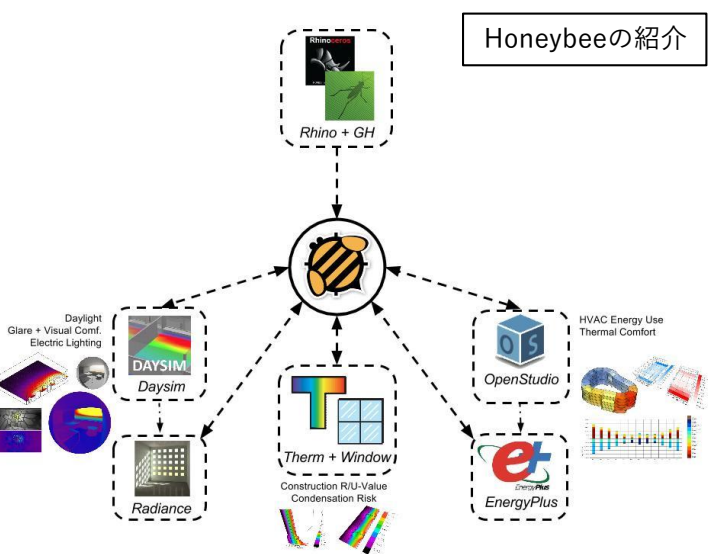 Honeybeeの紹介
Rhinoceros
Rhino + GH
Daylight
Glare + Visual Comf.
Electric Lighting
DAYSIM
Daysim
HVAC Energy Use
Thermal Comfort
OS
OpenStudio
T
Therm + Window
Radiance
e+
EnergyPlus
EnergyPlus
Construction R/U-Value
Condensation Risk